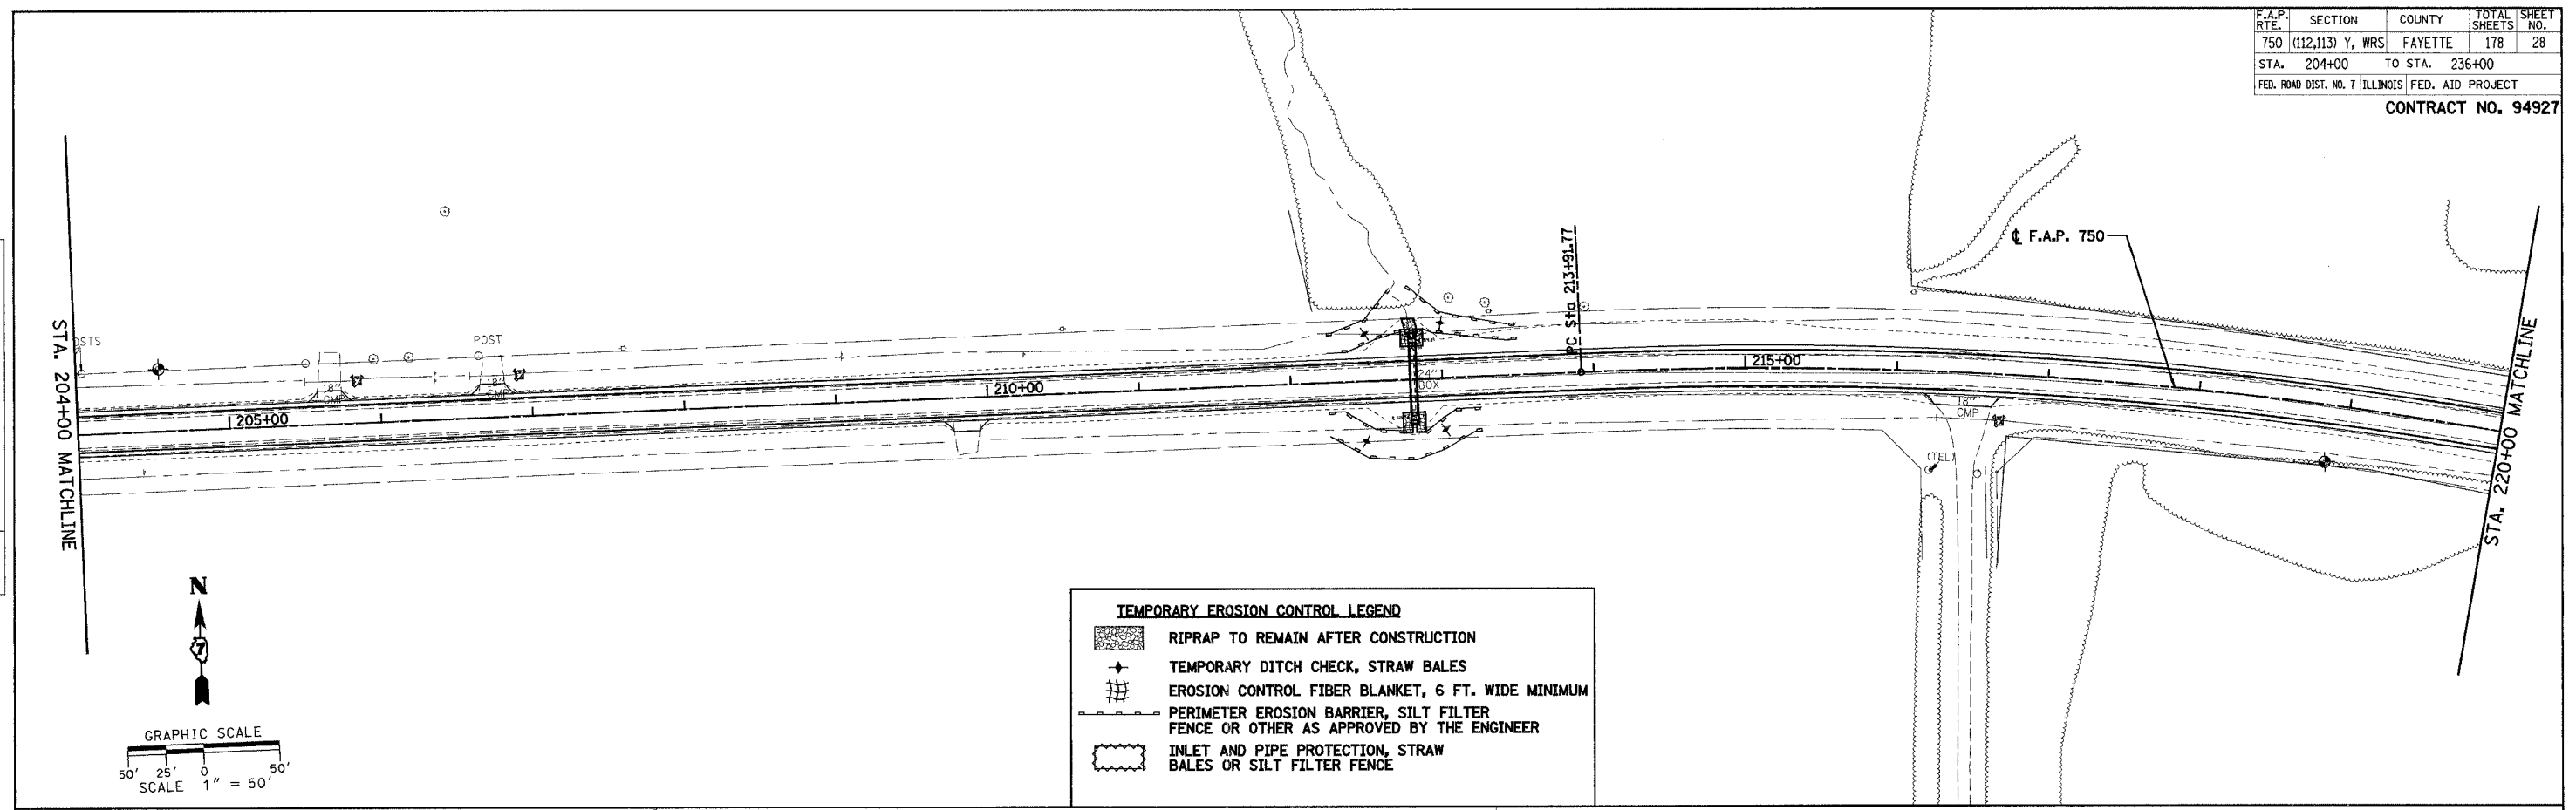 F.A.P. RTE. SECTION COUNTY TOTAL SHEETS SHEET NO.
750 (112,113) Y, WRS FAYETTE 178 28
STA. 204+00 TO STA. 236+00
FED. ROAD DIST. NO. 7 ILLINOIS FED. AID PROJECT
CONTRACT NO. 94927
STA. 204+00 MATCHLINE
OSTS
18"
CMP
POST
18"
CMP
205+00
210+00
24"
BOX
PC Sta 213+91.77
215+00
℄ F.A.P. 750
18"
CMP
(TEL)
STA. 220+00 MATCHLINE
N
7
GRAPHIC SCALE
50' 25' 0 50'
SCALE 1" = 50'
TEMPORARY EROSION CONTROL LEGEND
RIPRAP TO REMAIN AFTER CONSTRUCTION
TEMPORARY DITCH CHECK, STRAW BALES
EROSION CONTROL FIBER BLANKET, 6 FT. WIDE MINIMUM
PERIMETER EROSION BARRIER, SILT FILTER
FENCE OR OTHER AS APPROVED BY THE ENGINEER
INLET AND PIPE PROTECTION, STRAW
BALES OR SILT FILTER FENCE